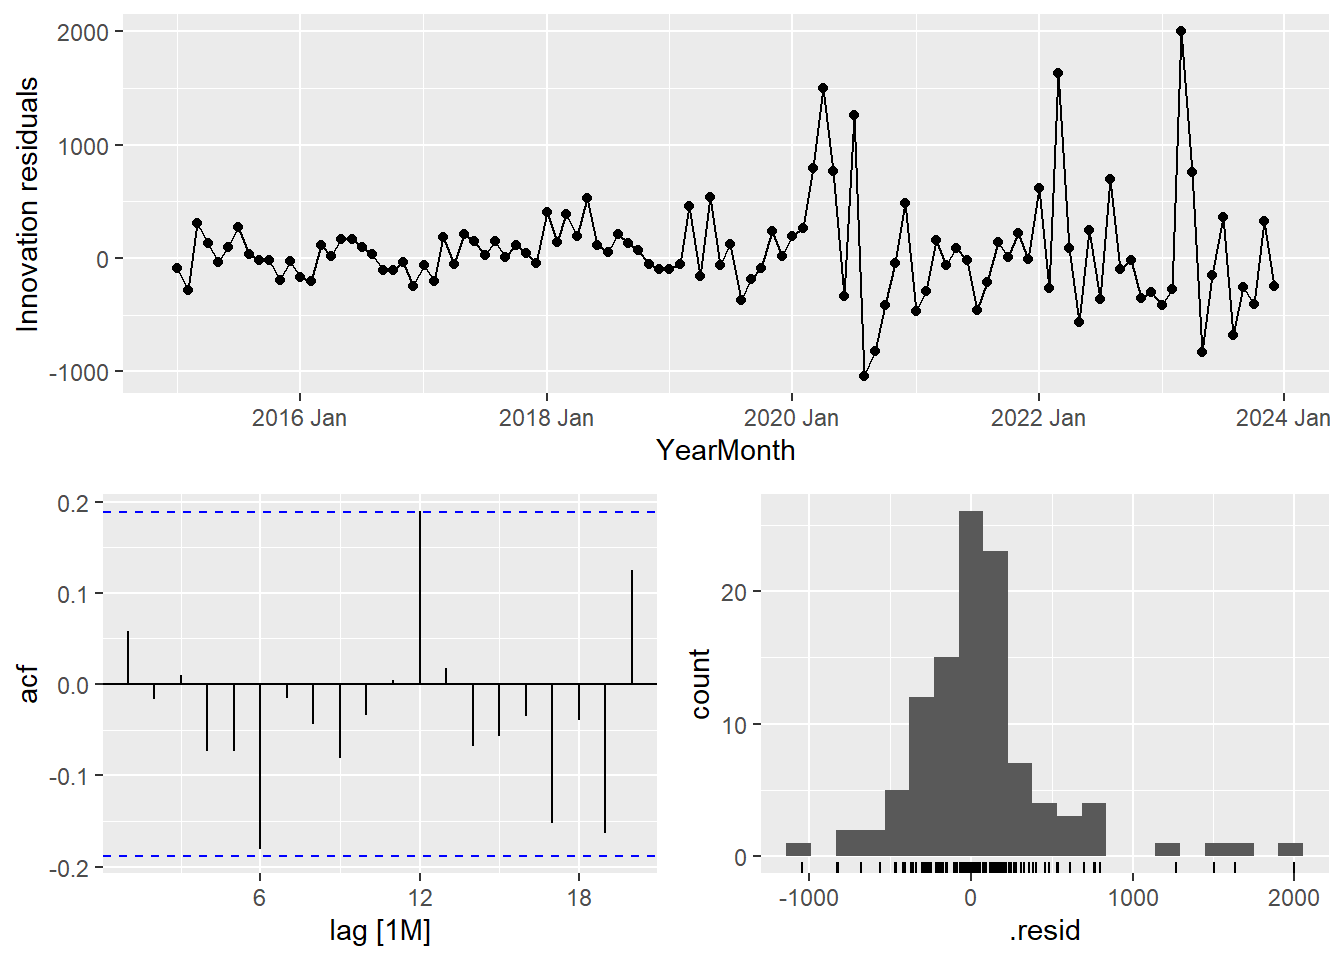 Innovation residuals
2000
1000
0
-1000
2016 Jan 2018 Jan 2020 Jan 2022 Jan 2024 Jan
YearMonth
acf
0.2
0.1
0.0
-0.1
-0.2
6 12 18
lag [1M]
count
20
10
0
-1000 0 1000 2000
.resid